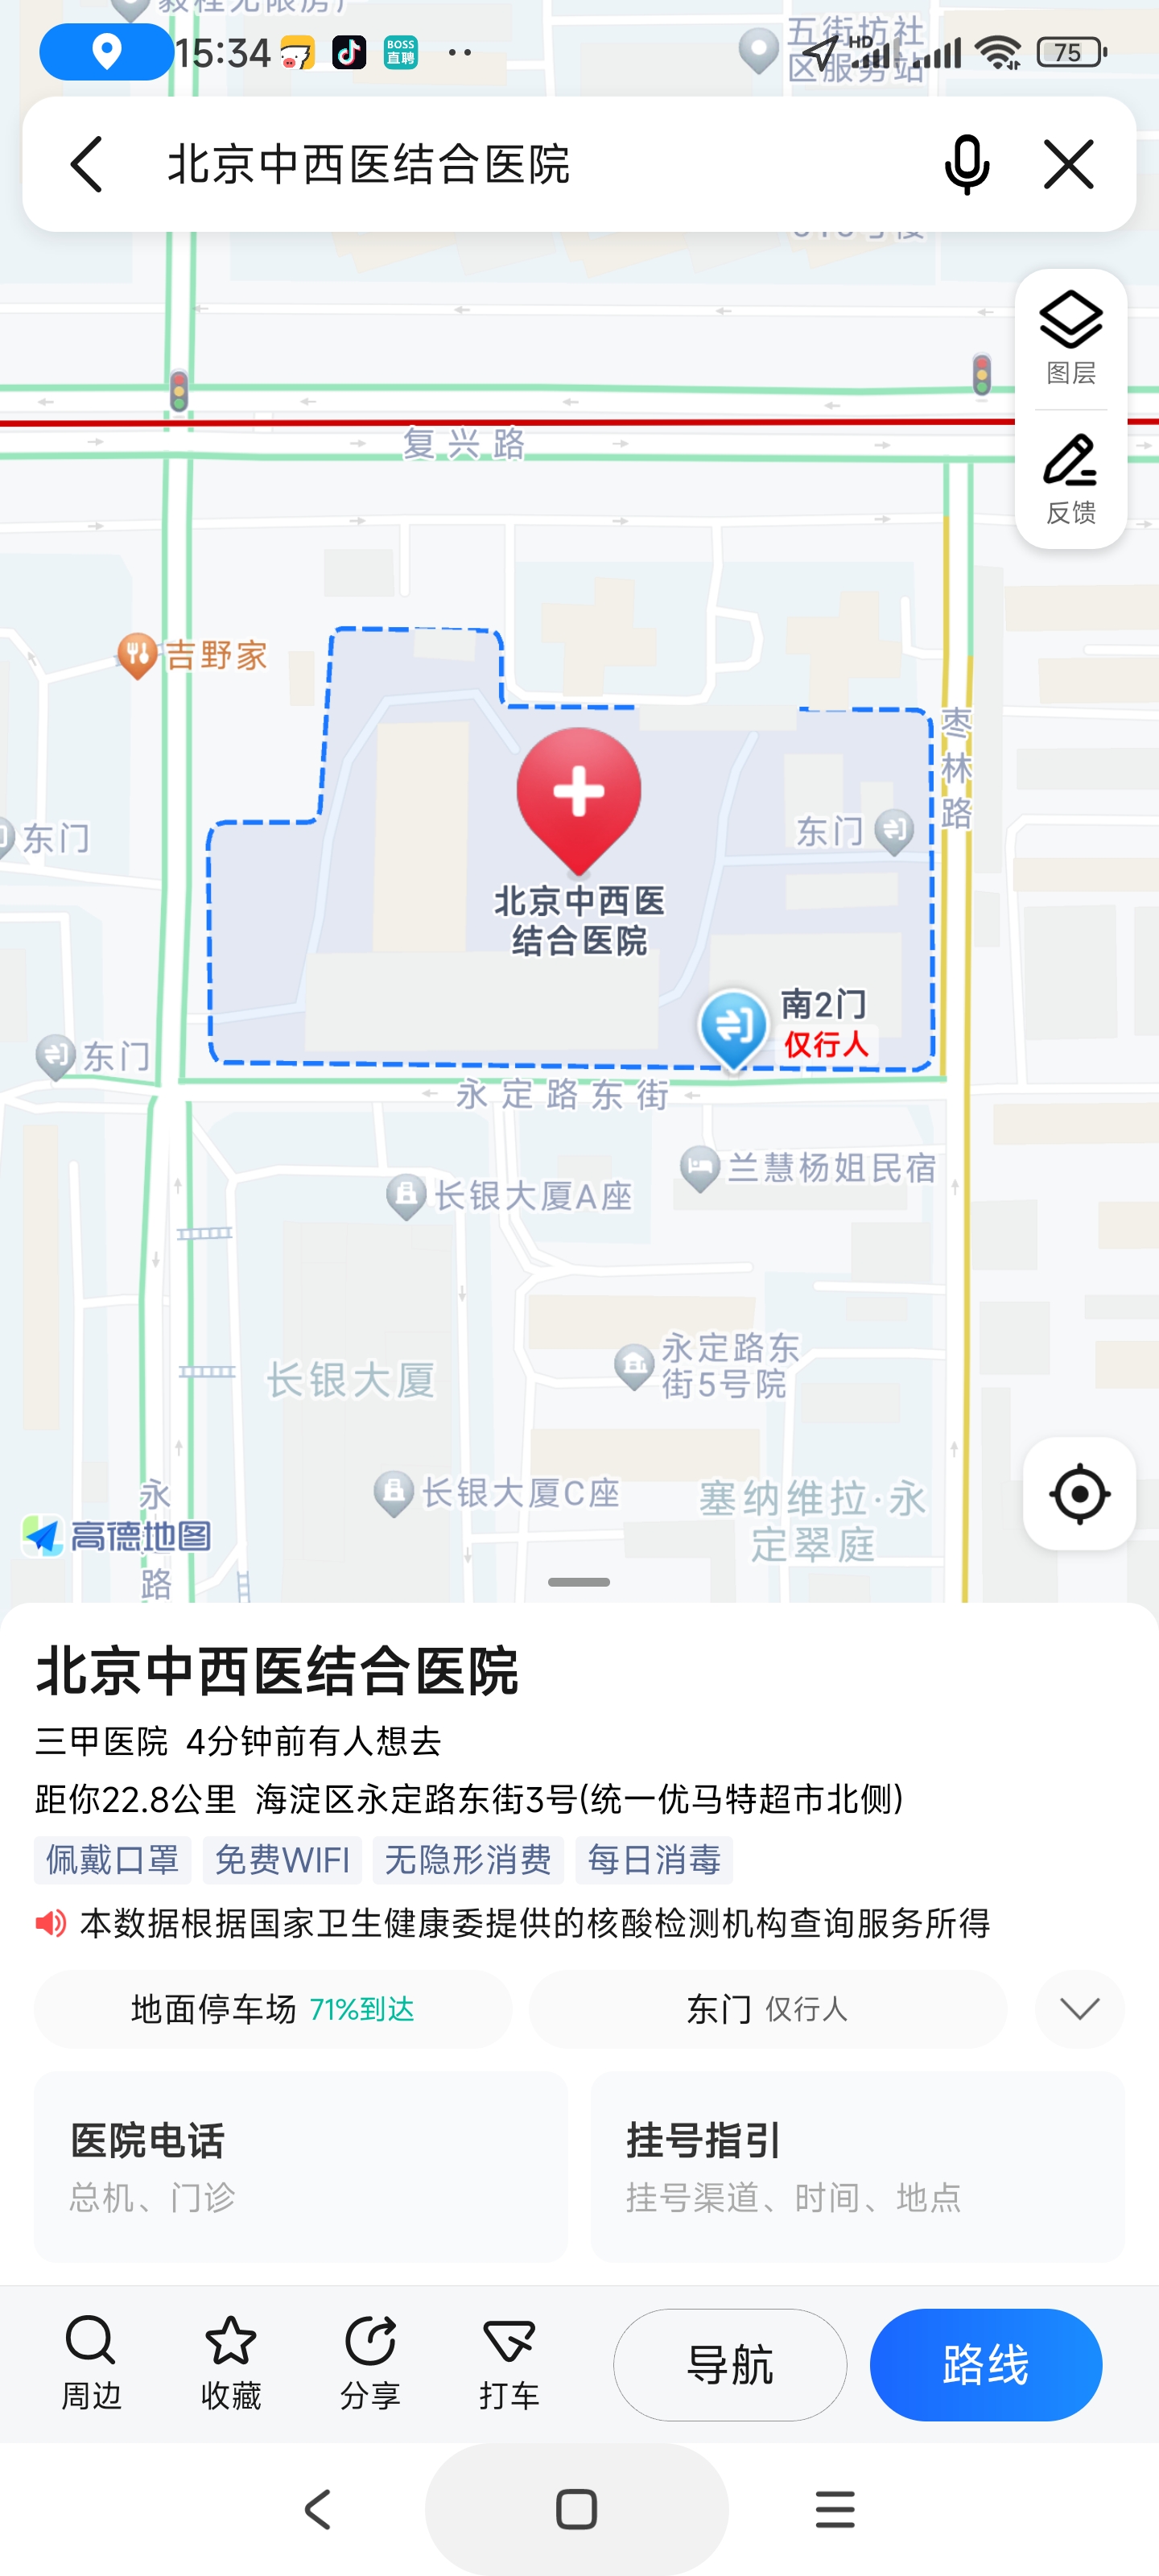 15:34
BOSS
直聘
HD
75
五街坊社
区服务站
北京中西医结合医院
图层
反馈
复兴路
吉野家
枣林路
东门
东门
北京中西医
结合医院
南2门
仅行人
东门
永定路东街
兰慧杨姐民宿
长银大厦A座
永定路东
街5号院
长银大厦
长银大厦C座
塞纳维拉·永
定翠庭
永
路
高德地图
北京中西医结合医院
三甲医院 4分钟前有人想去
距你22.8公里 海淀区永定路东街3号(统一优马特超市北侧)
佩戴口罩 免费WIFI 无隐形消费 每日消毒
本数据根据国家卫生健康委提供的核酸检测机构查询服务所得
地面停车场 71%到达 东门 仅行人
医院电话 挂号指引
总机、门诊 挂号渠道、时间、地点
周边 收藏 分享 打车 导航 路线